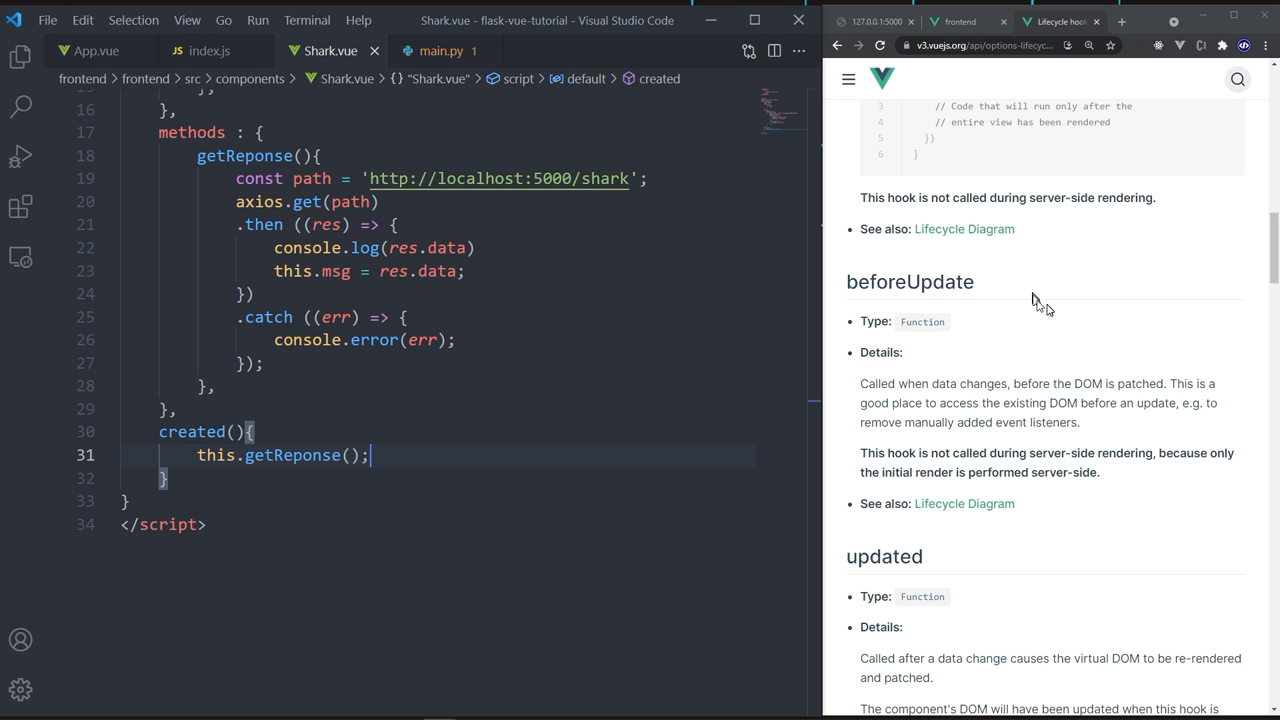 File Edit Selection View Go Run Terminal Help Shark.vue - flask-vue-tutorial - Visual Studio Code
App.vue JS index.js Shark.vue main.py 1
frontend > frontend > src > components > Shark.vue > {} "Shark.vue" > script > default > created
15 },
16 },
17 methods : {
18 getReponse(){
19 const path = 'http://localhost:5000/shark';
20 axios.get(path)
21 .then ((res) => {
22 console.log(res.data)
23 this.msg = res.data;
24 })
25 .catch ((err) => {
26 console.error(err);
27 });
28 },
29 },
30 created(){
31 this.getReponse();
32 }
33 }
34 </script>
127.0.0.1:5000 frontend Lifecycle hook
v3.vuejs.org/api/options-lifecyc...
3 // Code that will run only after the
4 // entire view has been rendered
5 })
6 }
This hook is not called during server-side rendering.
• See also: Lifecycle Diagram
beforeUpdate
• Type: Function
• Details:
Called when data changes, before the DOM is patched. This is a
good place to access the existing DOM before an update, e.g. to
remove manually added event listeners.
This hook is not called during server-side rendering, because only
the initial render is performed server-side.
• See also: Lifecycle Diagram
updated
• Type: Function
• Details:
Called after a data change causes the virtual DOM to be re-rendered
and patched.
The component's DOM will have been updated when this hook is